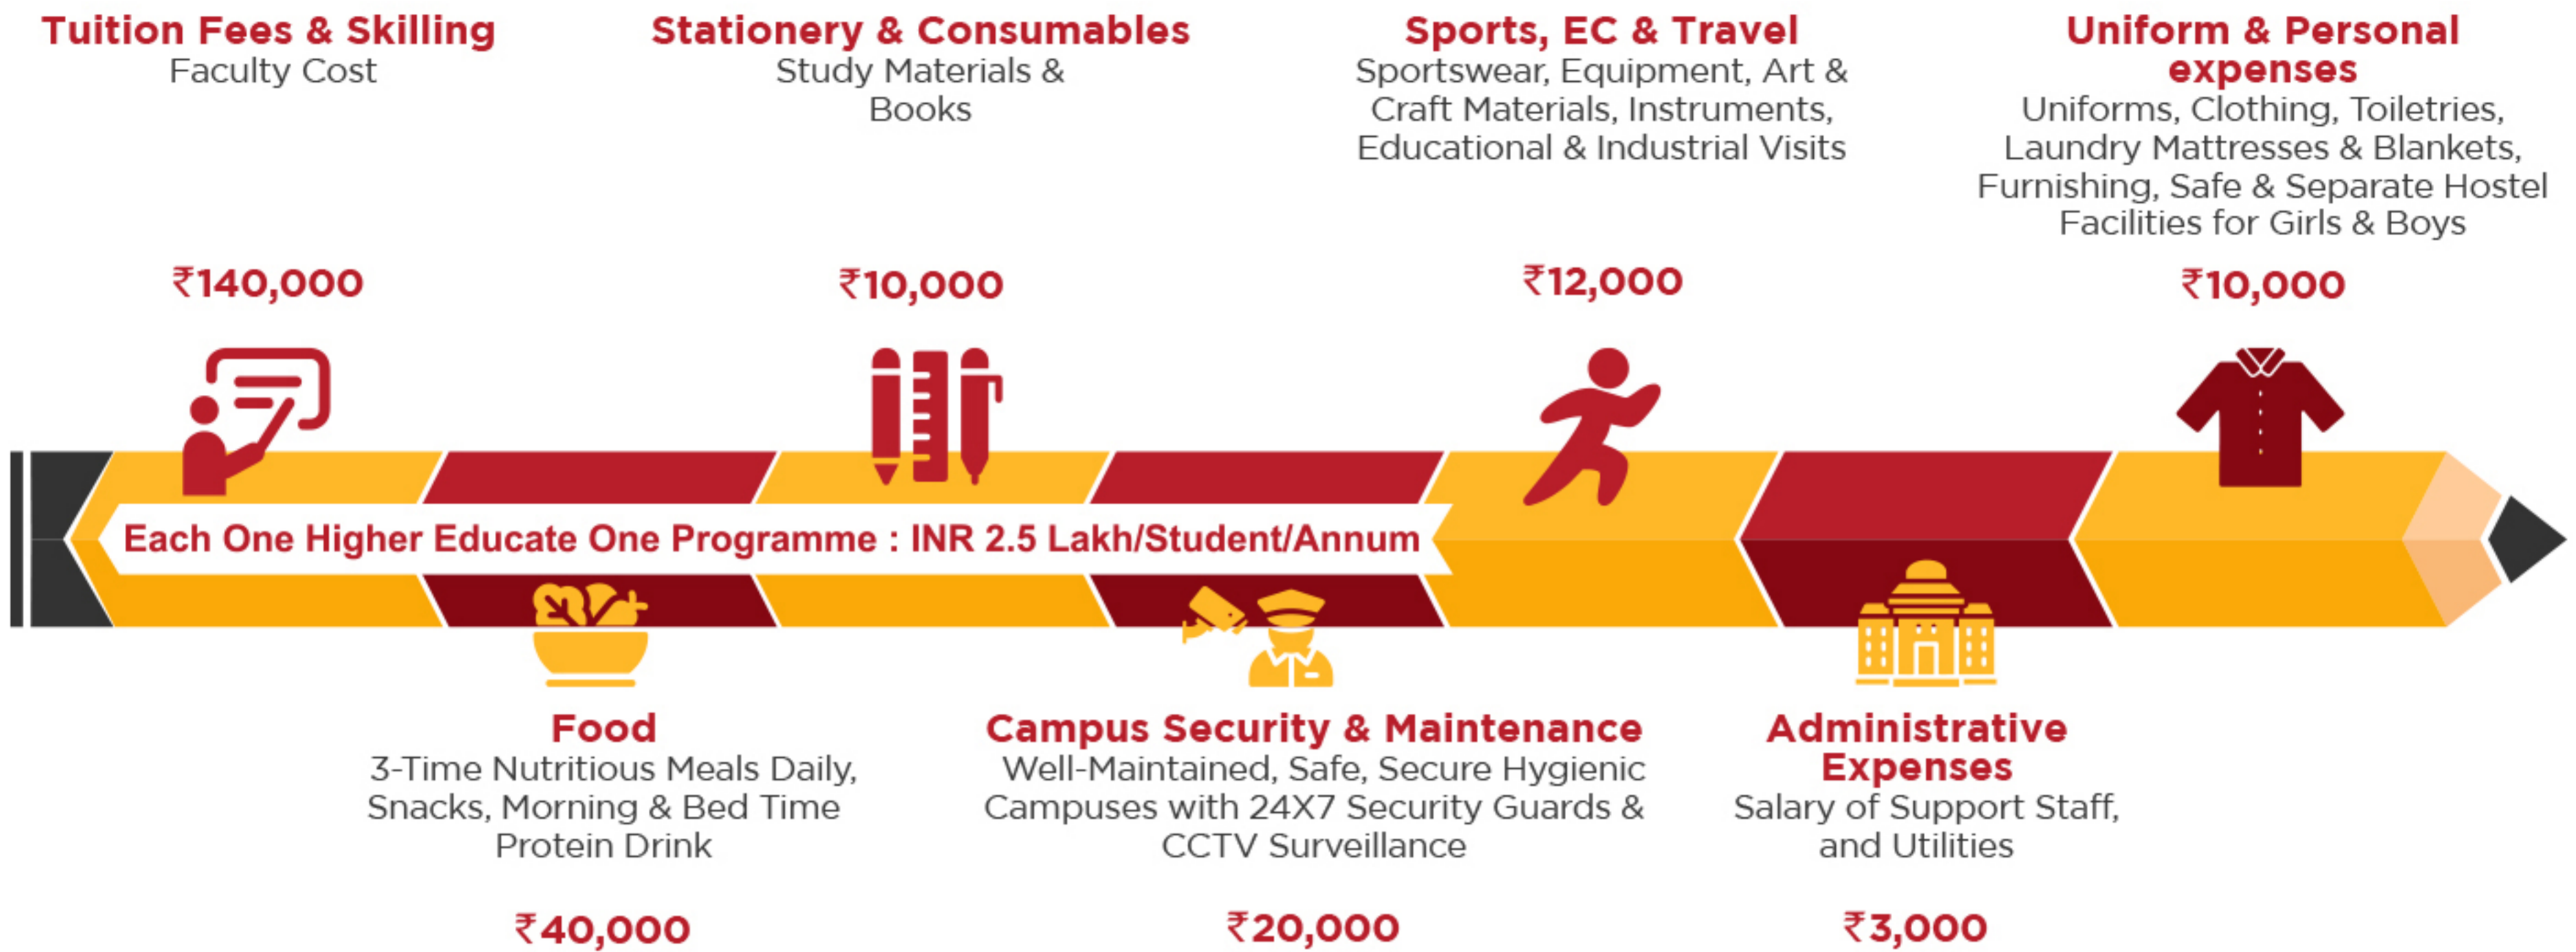 Tuition Fees & Skilling
Faculty Cost
₹140,000
Stationery & Consumables
Study Materials &
Books
₹10,000
Sports, EC & Travel
Sportswear, Equipment, Art &
Craft Materials, Instruments,
Educational & Industrial Visits
₹12,000
Uniform & Personal
expenses
Uniforms, Clothing, Toiletries,
Laundry Mattresses & Blankets,
Furnishing, Safe & Separate Hostel
Facilities for Girls & Boys
₹10,000
Each One Higher Educate One Programme : INR 2.5 Lakh/Student/Annum
Food
3-Time Nutritious Meals Daily,
Snacks, Morning & Bed Time
Protein Drink
₹40,000
Campus Security & Maintenance
Well-Maintained, Safe, Secure Hygienic
Campuses with 24X7 Security Guards &
CCTV Surveillance
₹20,000
Administrative
Expenses
Salary of Support Staff,
and Utilities
₹3,000